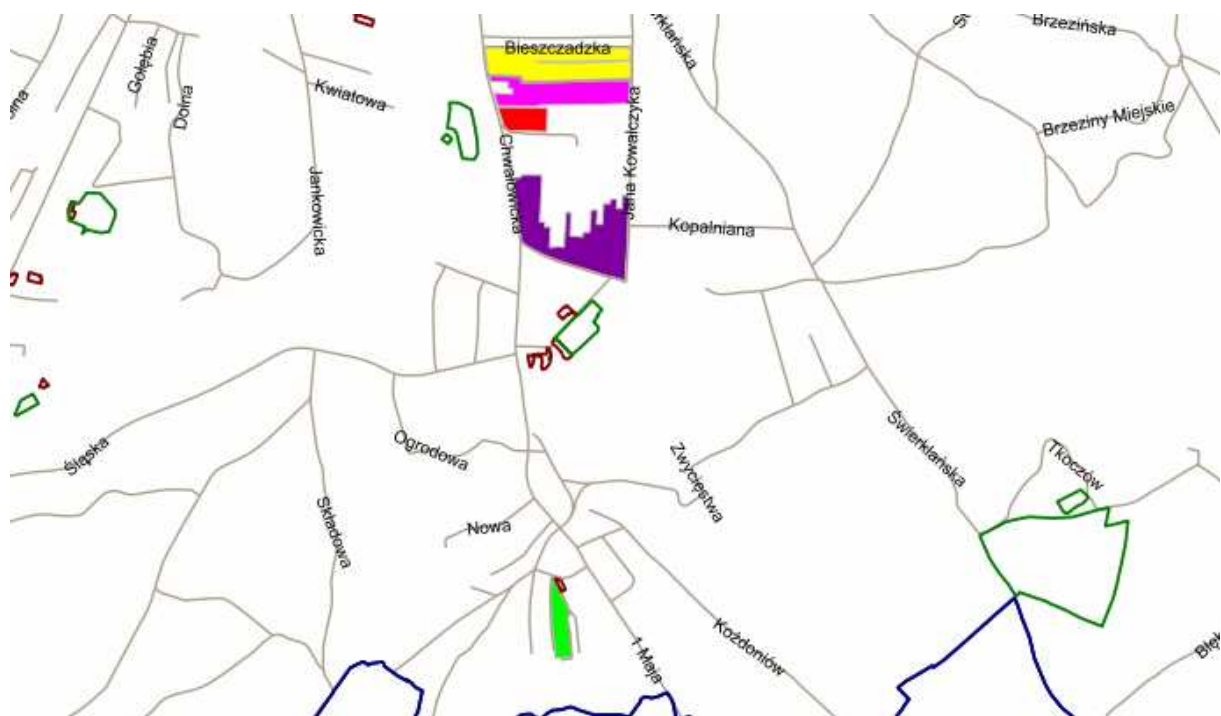 Bieszczadzka
Brzezińska
Gołębia
Dolna
Kwiatowa
Brzeziny Miejskie
Chwałowicka
Jana Kowalczyka
Jankowicka
Kopalniana
Śląska
Ogrodowa
Zwycięstwa
Świerklańska
Tkoczów
Składowa
Nowa
1 Maja
Koźdoniów